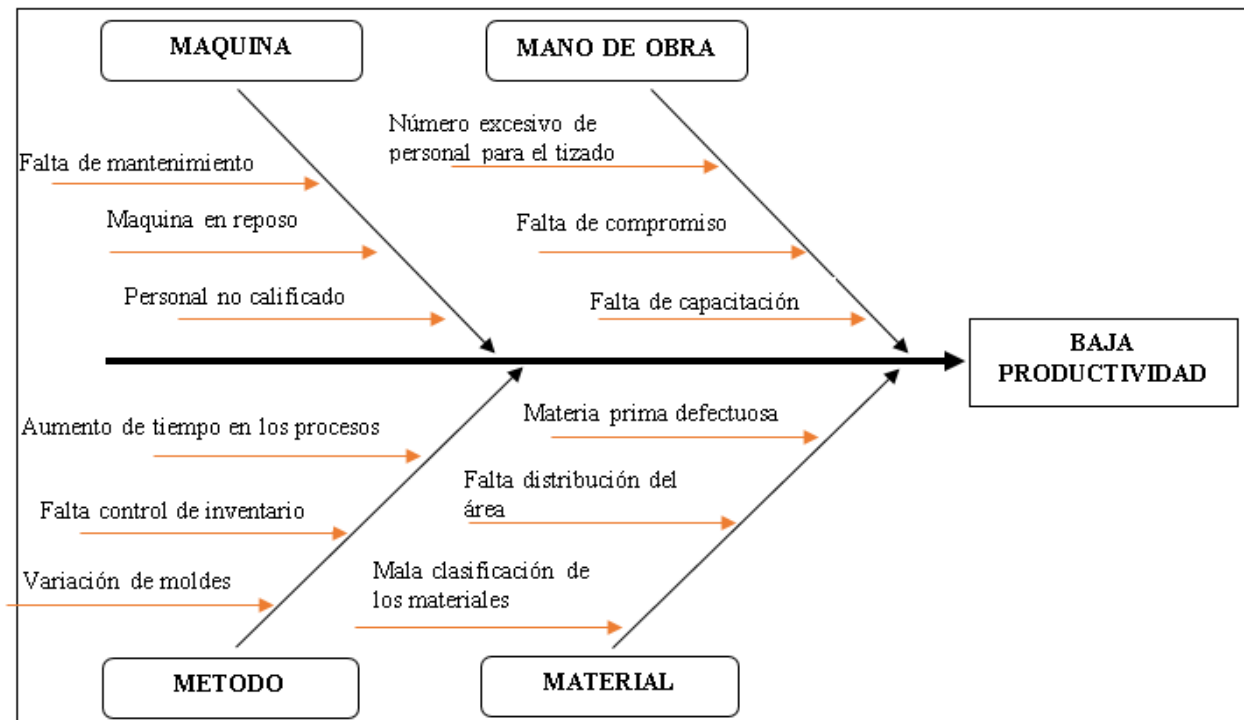 MAQUINA
MANO DE OBRA
Número excesivo de
personal para el tizado
Falta de mantenimiento
Maquina en reposo
Falta de compromiso
Personal no calificado
Falta de capacitación
BAJA
PRODUCTIVIDAD
Aumento de tiempo en los procesos
Materia prima defectuosa
Falta control de inventario
Falta distribución del
área
Variación de moldes
Mala clasificación de
los materiales
METODO
MATERIAL